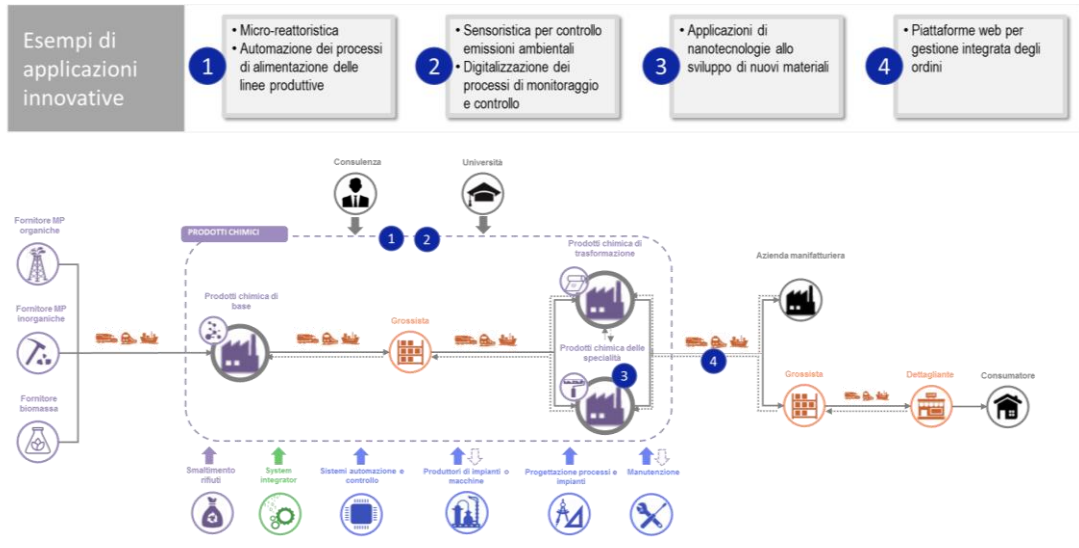 Esempi di
applicazioni
innovative
1
• Micro-reattoristica
• Automazione dei processi
di alimentazione delle
linee produttive
2
• Sensoristica per controllo
emissioni ambientali
• Digitalizzazione dei
processi di monitoraggio
e controllo
3
• Applicazioni di
nanotecnologie allo
sviluppo di nuovi materiali
4
• Piattaforme web per
gestione integrata degli
ordini
Consulenza
Università
Fornitore MP
organiche
PRODOTTI CHIMICI
1
2
Prodotti chimica di
trasformazione
Azienda manifatturiera
Fornitore MP
inorganiche
Prodotti chimica di
base
Grossista
Prodotti chimica delle
specialità
3
4
Fornitore
biomassa
Grossista
Dettagliante
Consumatore
Smaltimento
rifiuti
System
integrator
Sistemi automazione e
controllo
Produttori di impianti o
macchine
Progettazione processi e
impianti
Manutenzione